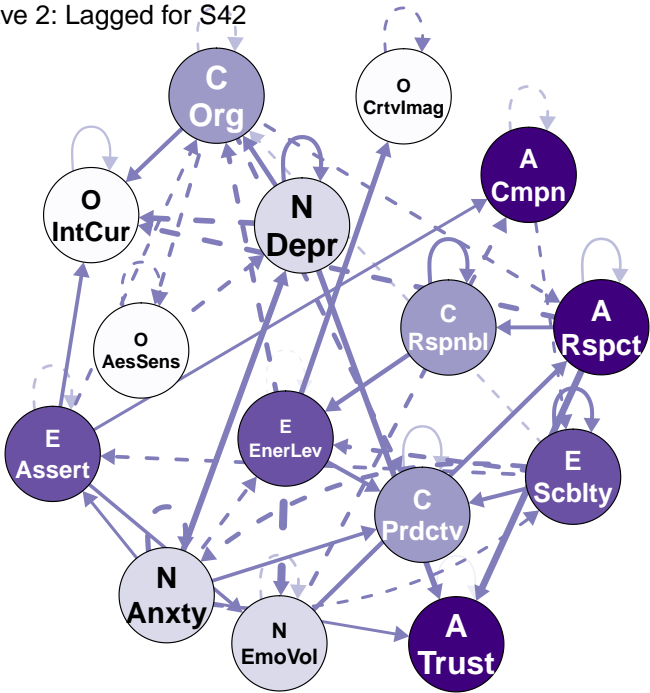 ve 2: Lagged for S42
C
Org
O
CrtvImag
A
Cmpn
O
IntCur
N
Depr
C
Rspnbl
A
Rspct
O
AesSens
E
Assert
E
EnerLev
E
Scblty
C
Prdctv
N
Anxty
N
EmoVol
A
Trust